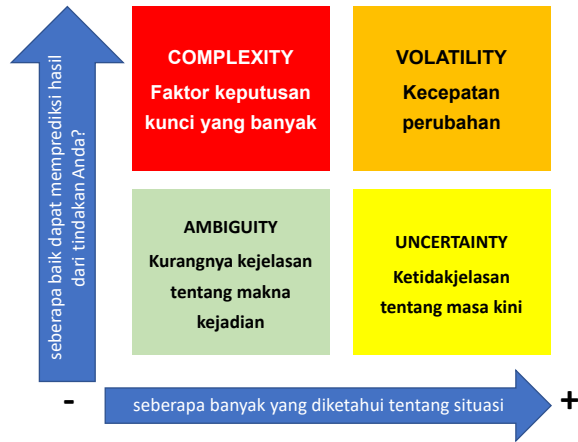 seberapa baik dapat memprediksi hasil
dari tindakan Anda?
COMPLEXITY
Faktor keputusan
kunci yang banyak
VOLATILITY
Kecepatan
perubahan
AMBIGUITY
Kurangnya kejelasan
tentang makna
kejadian
UNCERTAINTY
Ketidakjelasan
tentang masa kini
-
seberapa banyak yang diketahui tentang situasi
+